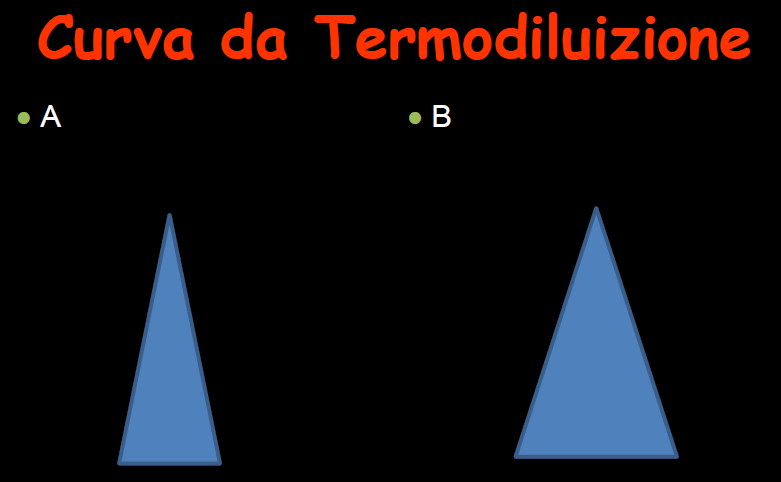 Curva da Termodiluizione
• A
• B